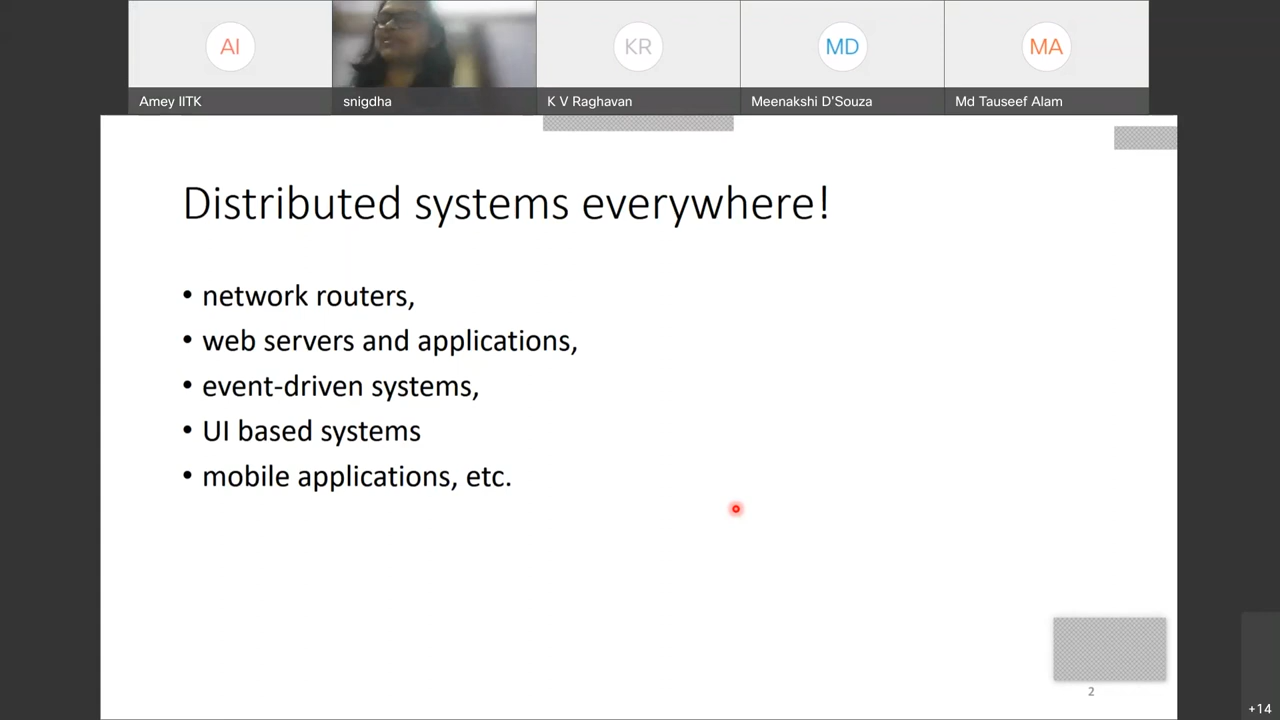 AI
KR
MD
MA
Amey IITK
snigdha
K V Raghavan
Meenakshi D'Souza
Md Tauseef Alam
Distributed systems everywhere!
• network routers,
• web servers and applications,
• event-driven systems,
• UI based systems
• mobile applications, etc.
2
+14